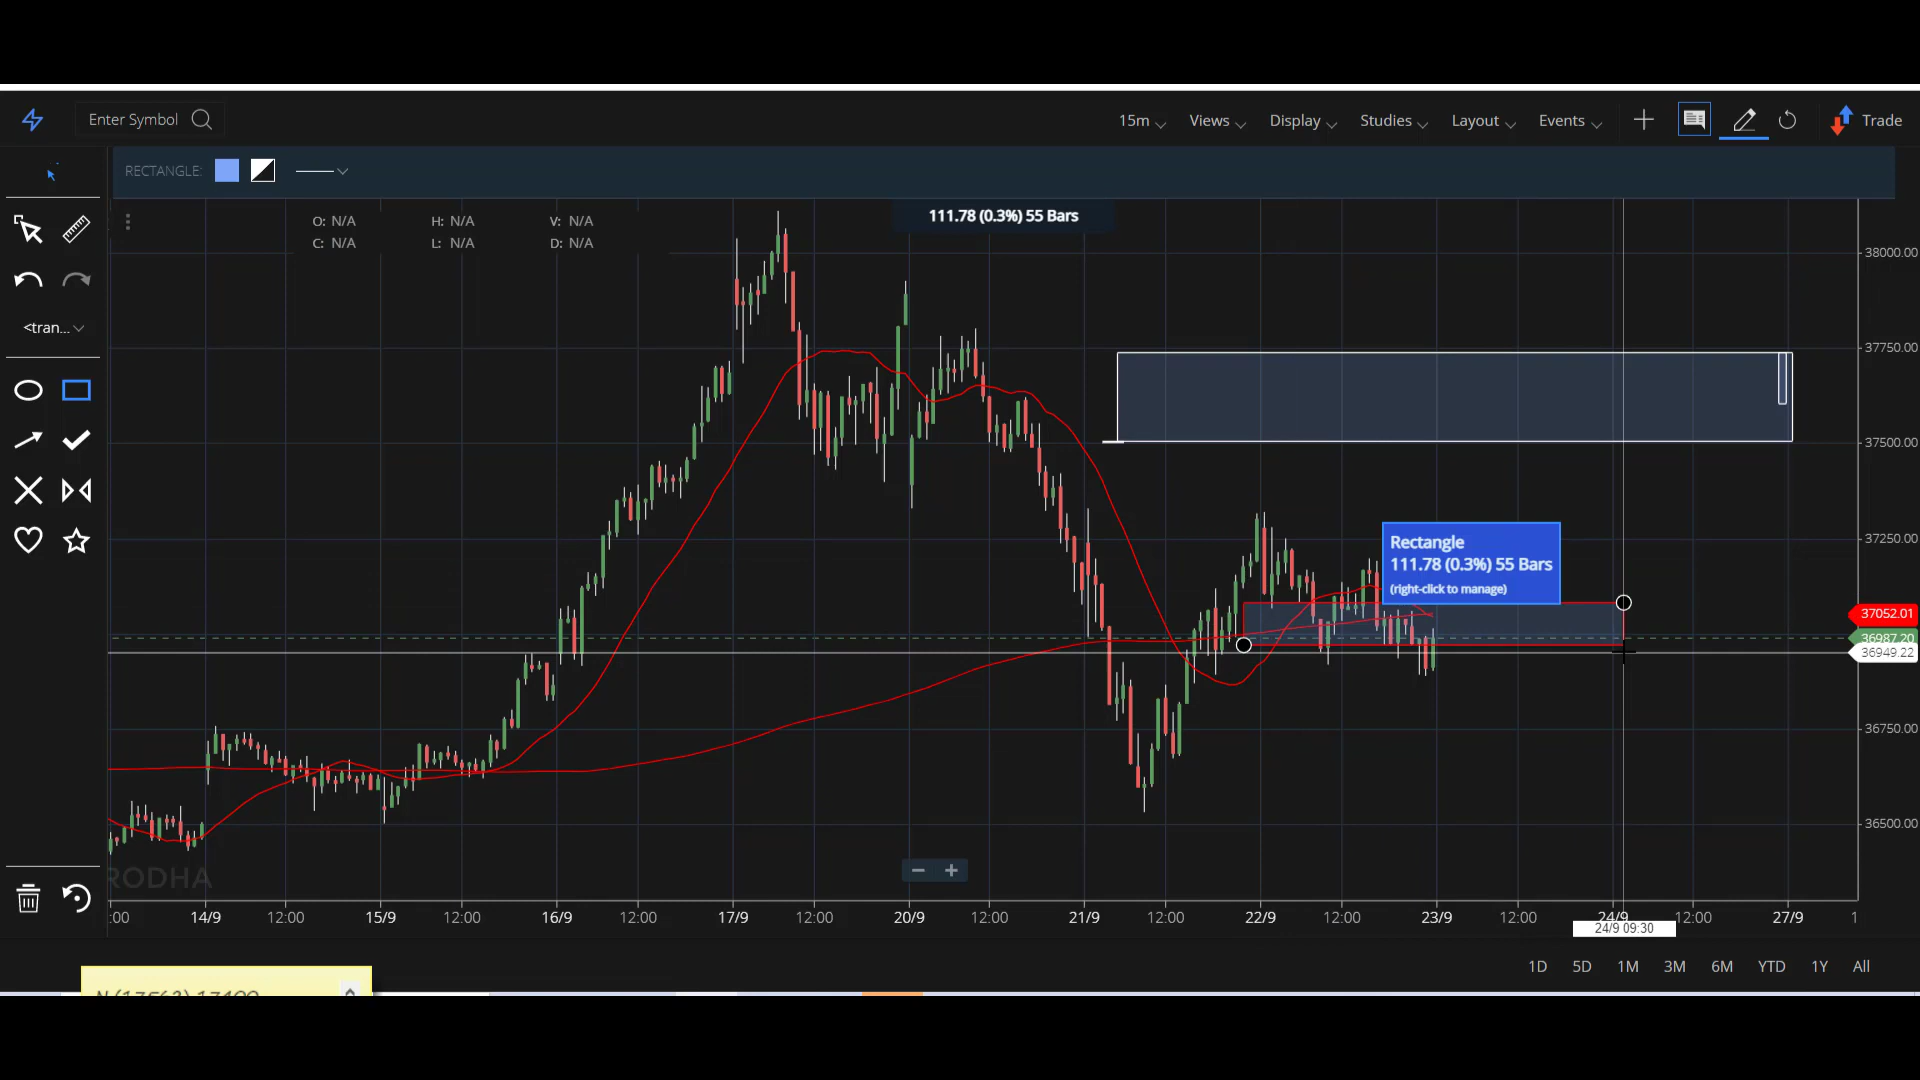 Enter Symbol
15m
Views
Display
Studies
Layout
Events
Trade
RECTANGLE:
O: N/A H: N/A V: N/A
C: N/A L: N/A D: N/A
111.78 (0.3%) 55 Bars
<tran...
38000.00
37750.00
37500.00
37250.00
Rectangle
111.78 (0.3%) 55 Bars
(right-click to manage)
37052.01
36987.20
36949.22
36750.00
36500.00
RODHA
:00 14/9 12:00 15/9 12:00 16/9 12:00 17/9 12:00 20/9 12:00 21/9 12:00 22/9 12:00 23/9 12:00 24/9 12:00 27/9 1
24/9 09:30
1D 5D 1M 3M 6M YTD 1Y All